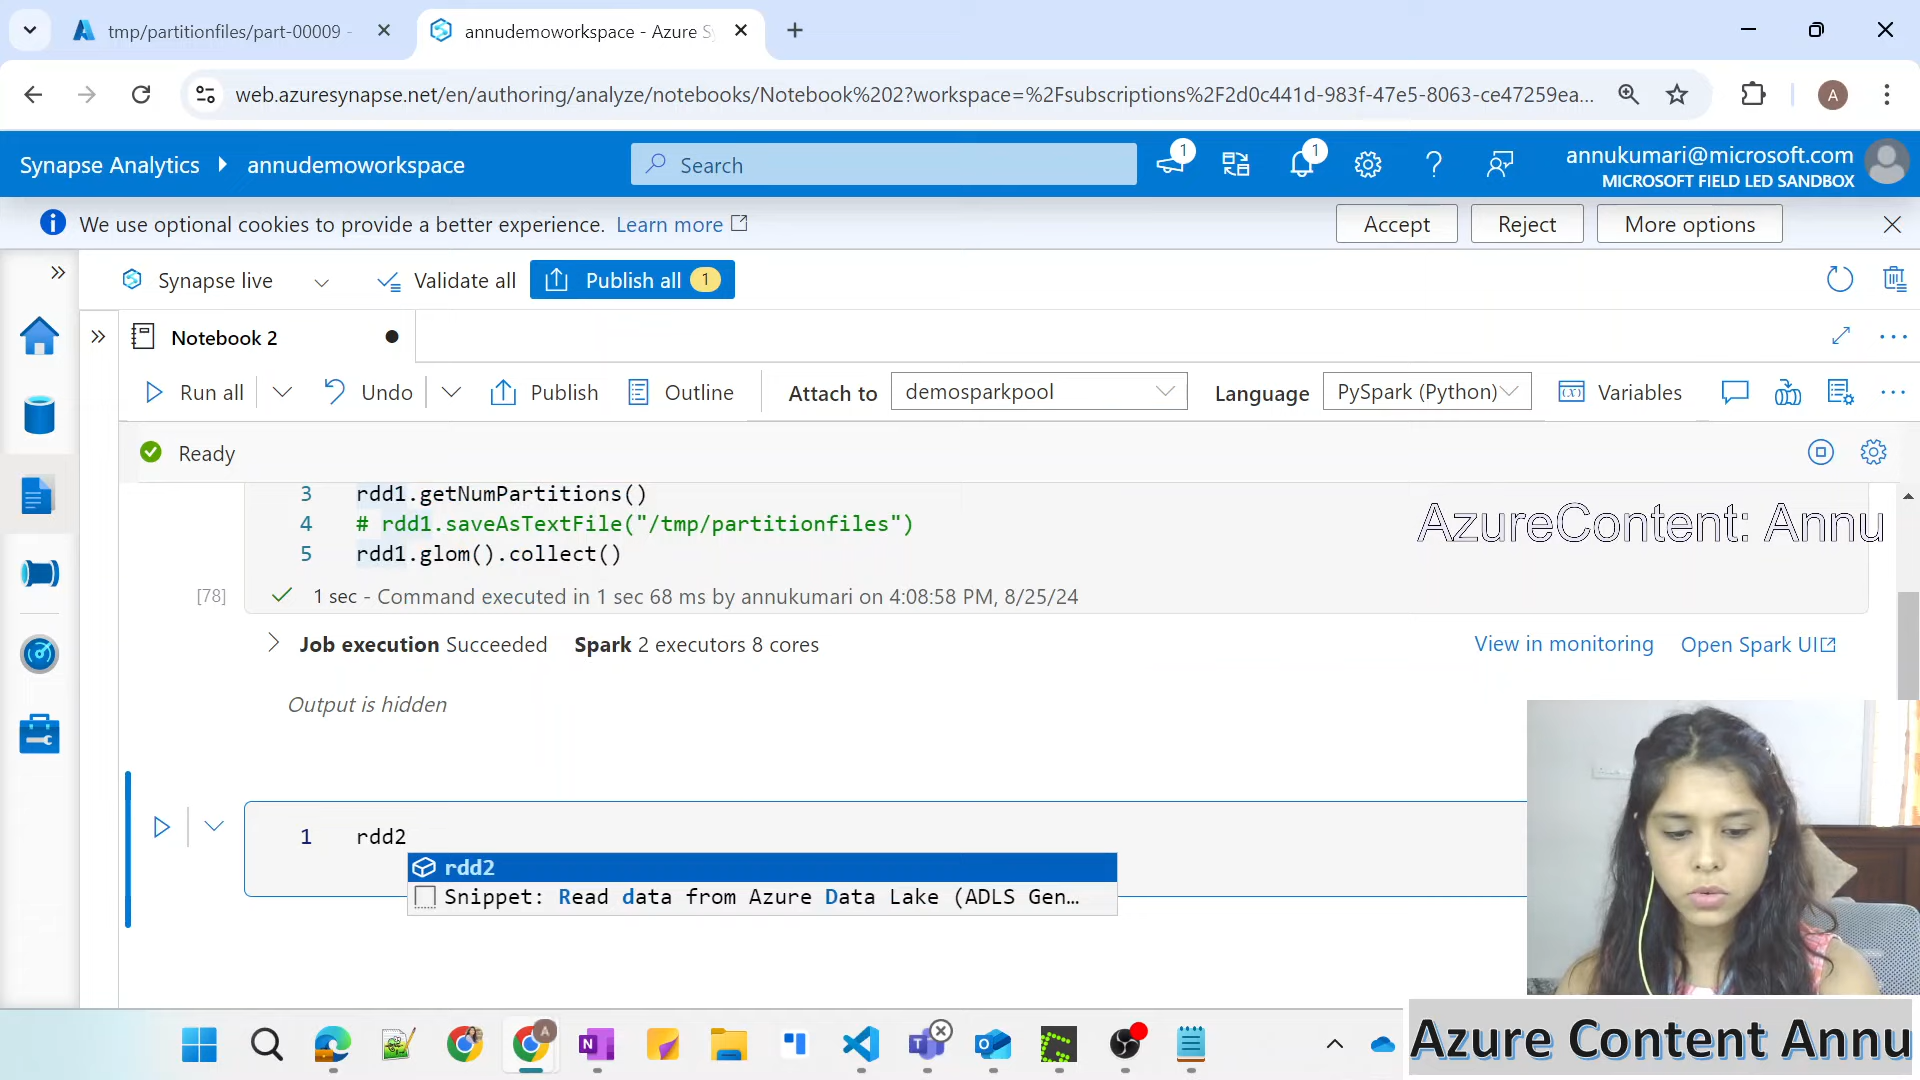 tmp/partitionfiles/part-00009 -
annudemoworkspace - Azure S
web.azuresynapse.net/en/authoring/analyze/notebooks/Notebook%202?workspace=%2Fsubscriptions%2F2d0c441d-983f-47e5-8063-ce47259ea...
A
Synapse Analytics
annudemoworkspace
Search
1
1
annukumari@microsoft.com
MICROSOFT FIELD LED SANDBOX
We use optional cookies to provide a better experience. Learn more
Accept
Reject
More options
Synapse live
Validate all
Publish all 1
Notebook 2
Run all
Undo
Publish
Outline
Attach to
demosparkpool
Language
PySpark (Python)
Variables
Ready
3 rdd1.getNumPartitions()
4 # rdd1.saveAsTextFile("/tmp/partitionfiles")
5 rdd1.glom().collect()
AzureContent: Annu
[78]
1 sec - Command executed in 1 sec 68 ms by annukumari on 4:08:58 PM, 8/25/24
Job execution Succeeded Spark 2 executors 8 cores
View in monitoring
Open Spark UI
Output is hidden
1 rdd2
rdd2
Snippet: Read data from Azure Data Lake (ADLS Gen...
A
Azure Content Annu